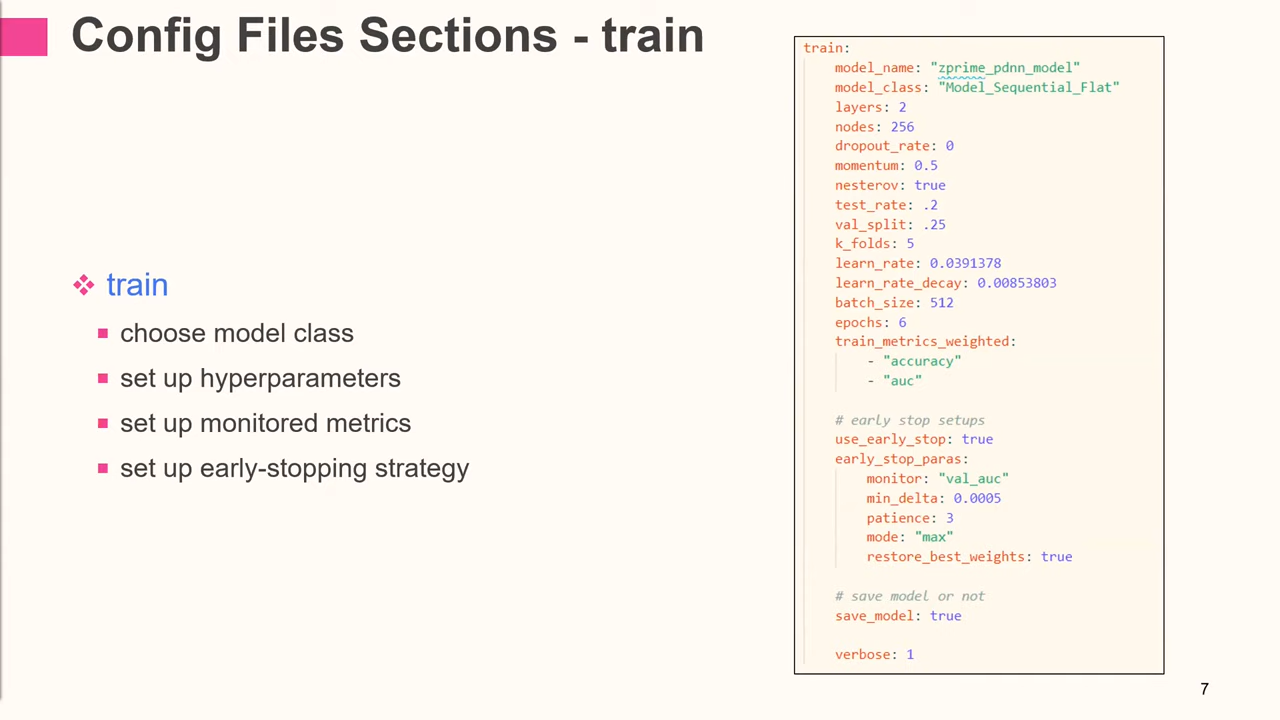 Config Files Sections - train
train
choose model class
set up hyperparameters
set up monitored metrics
set up early-stopping strategy
train:
model_name: "zprime_pdnn_model"
model_class: "Model_Sequential_Flat"
layers: 2
nodes: 256
dropout_rate: 0
momentum: 0.5
nesterov: true
test_rate: .2
val_split: .25
k_folds: 5
learn_rate: 0.0391378
learn_rate_decay: 0.00853803
batch_size: 512
epochs: 6
train_metrics_weighted:
- "accuracy"
- "auc"
# early stop setups
use_early_stop: true
early_stop_paras:
monitor: "val_auc"
min_delta: 0.0005
patience: 3
mode: "max"
restore_best_weights: true
# save model or not
save_model: true
verbose: 1
7